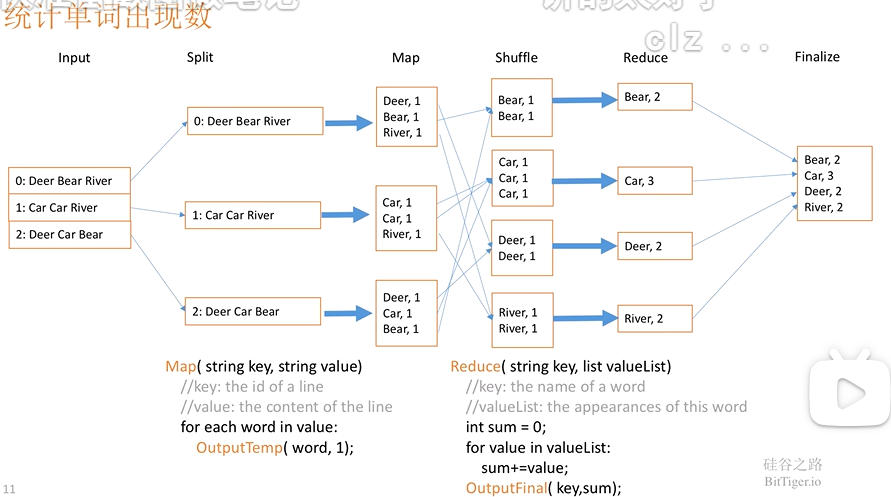 统计单词出现数
clz ...
Input
Split
Map
Shuffle
Reduce
Finalize
0: Deer Bear River
1: Car Car River
2: Deer Car Bear
0: Deer Bear River
1: Car Car River
2: Deer Car Bear
Deer, 1
Bear, 1
River, 1
Car, 1
Car, 1
River, 1
Deer, 1
Car, 1
Bear, 1
Bear, 1
Bear, 1
Car, 1
Car, 1
Car, 1
Deer, 1
Deer, 1
River, 1
River, 1
Bear, 2
Car, 3
Deer, 2
River, 2
Bear, 2
Car, 3
Deer, 2
River, 2
Map( string key, string value)
//key: the id of a line
//value: the content of the line
for each word in value:
OutputTemp( word, 1);
Reduce( string key, list valueList)
//key: the name of a word
//valueList: the appearances of this word
int sum = 0;
for value in valueList:
sum+=value;
OutputFinal( key,sum);
硅谷之路
BitTiger.io
11